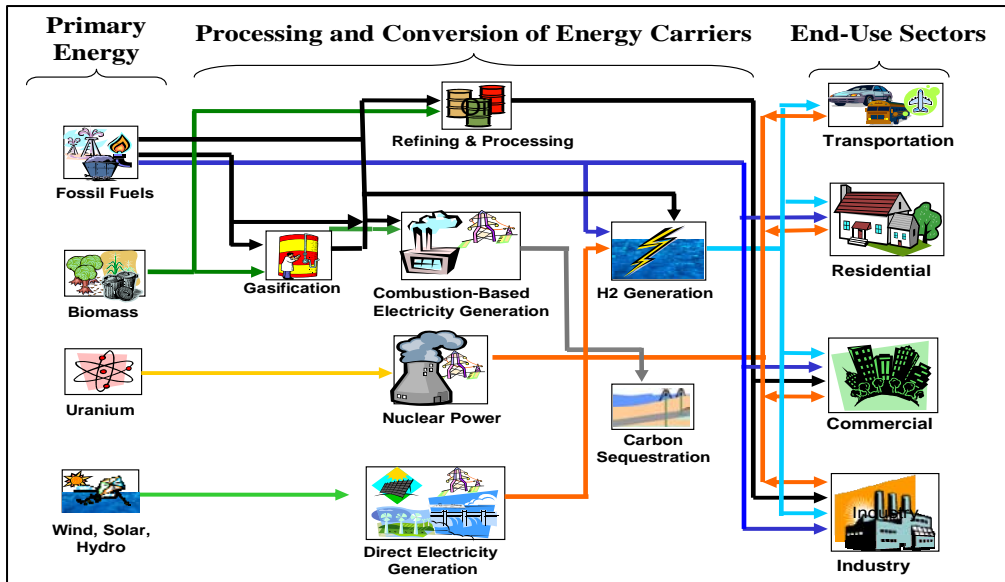 Primary
Energy
Processing and Conversion of Energy Carriers
End-Use Sectors
Refining & Processing
Transportation
Fossil Fuels
Gasification
Combustion-Based
Electricity Generation
H2 Generation
Residential
Biomass
Uranium
Nuclear Power
Carbon
Sequestration
Commercial
Wind, Solar,
Hydro
Direct Electricity
Generation
Industry
Industry